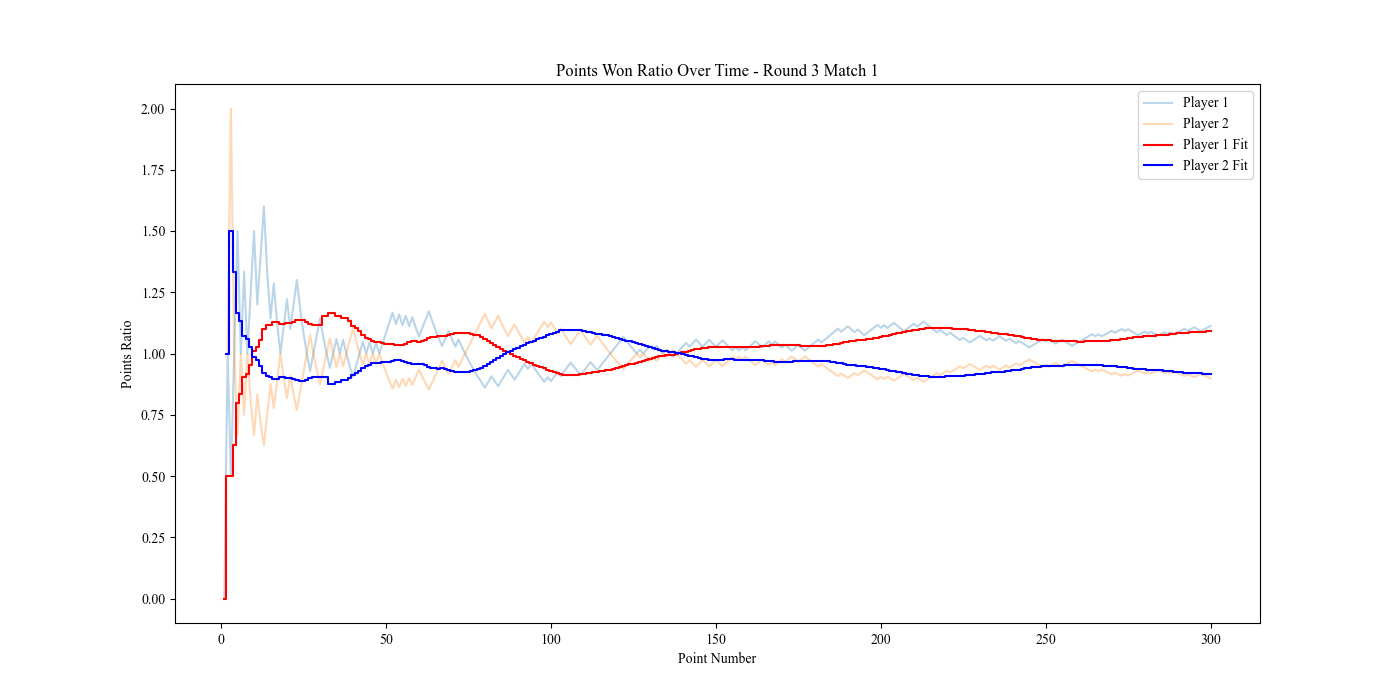 Points Won Ratio Over Time - Round 3 Match 1
Player 1
Player 2
Player 1 Fit
Player 2 Fit
Points Ratio
2.00
1.75
1.50
1.25
1.00
0.75
0.50
0.25
0.00
0 50 100 150 200 250 300
Point Number